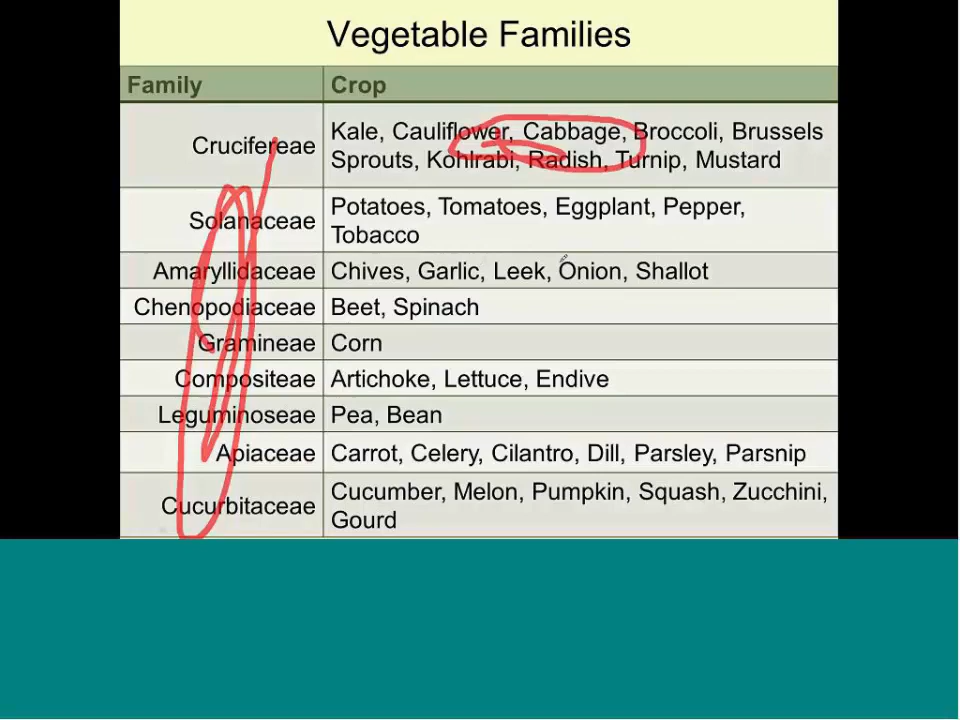 Vegetable Families
Family Crop
Crucifereae Kale, Cauliflower, Cabbage, Broccoli, Brussels
Sprouts, Kohlrabi, Radish, Turnip, Mustard
Solanaceae Potatoes, Tomatoes, Eggplant, Pepper,
Tobacco
Amaryllidaceae Chives, Garlic, Leek, Onion, Shallot
Chenopodiaceae Beet, Spinach
Gramineae Corn
Compositeae Artichoke, Lettuce, Endive
Leguminoseae Pea, Bean
Apiaceae Carrot, Celery, Cilantro, Dill, Parsley, Parsnip
Cucurbitaceae Cucumber, Melon, Pumpkin, Squash, Zucchini,
Gourd